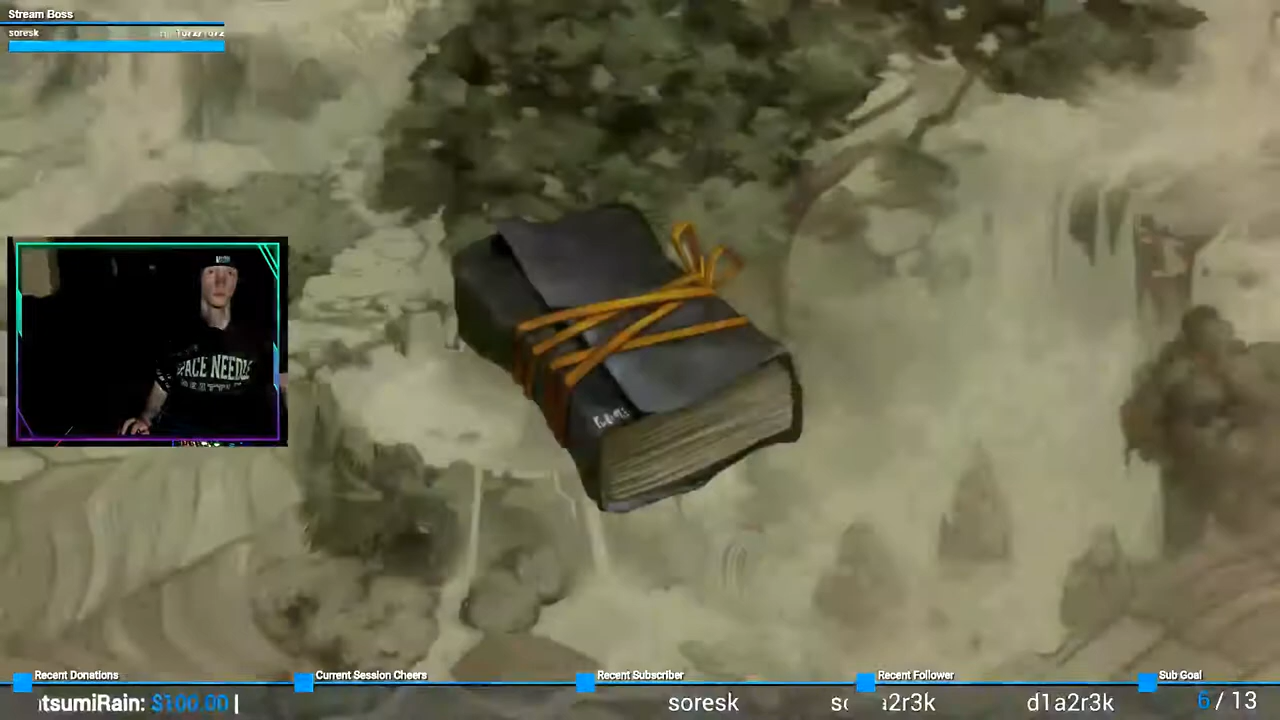 Stream Boss
soresk
SPACE NEEDLE
Recent Donations
Current Session Cheers
Recent Subscriber
Recent Follower
Sub Goal
tsumiRain: $100.00 |
soresk
a2r3k
d1a2r3k
6 / 13